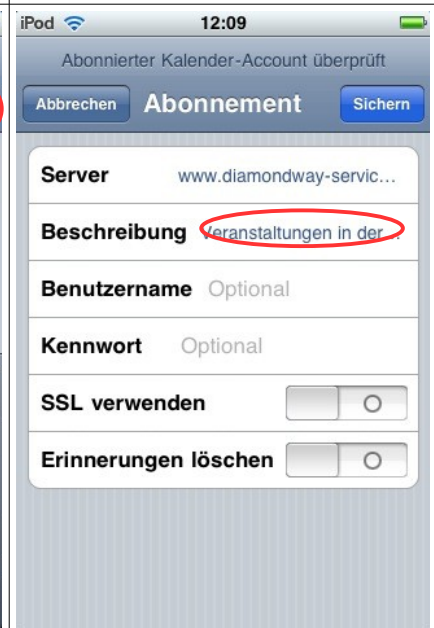 iPod 12:09
Abonnierter Kalender-Account überprüft
Abbrechen Abonnement Sichern
Server www.diamondway-servic...
Beschreibung Veranstaltungen in der...
Benutzername Optional
Kennwort Optional
SSL verwenden
Erinnerungen löschen